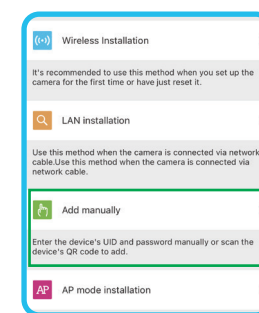 Wireless Installation
It's recommended to use this method when you set up the
camera for the first time or have just reset it.
LAN installation
Use this method when the camera is connected via network
cable.Use this method when the camera is connected via
network cable.
Add manually
Enter the device's UID and password manually or scan the
device's QR code to add.
AP AP mode installation